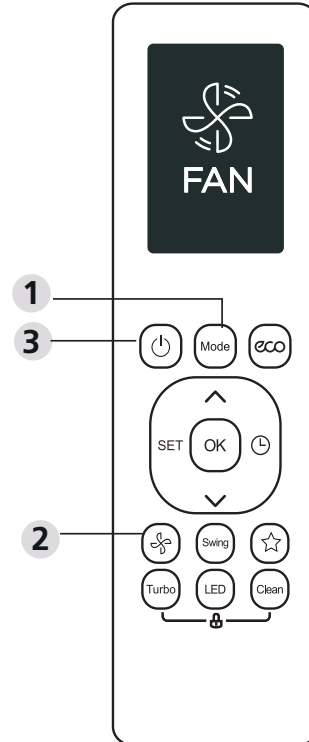 FAN
1
3
Mode
eco
SET
OK
2
Swing
Turbo
LED
Clean